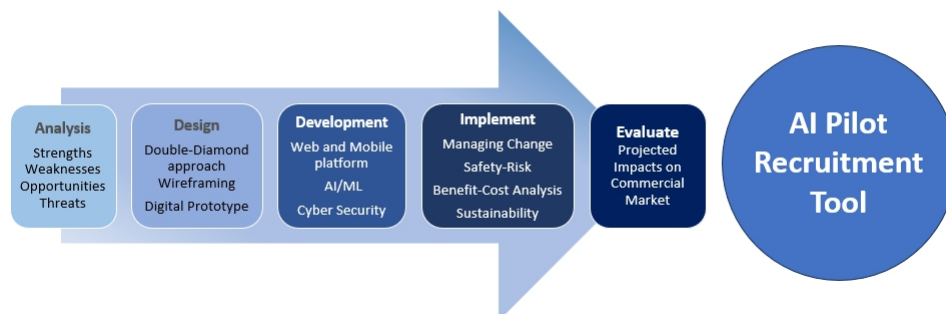 Analysis
Strengths
Weaknesses
Opportunities
Threats
Design
Double-Diamond
approach
Wireframing
Digital Prototype
Development
Web and Mobile
platform
AI/ML
Cyber Security
Implement
Managing Change
Safety-Risk
Benefit-Cost Analysis
Sustainability
Evaluate
Projected
Impacts on
Commercial
Market
AI Pilot
Recruitment
Tool